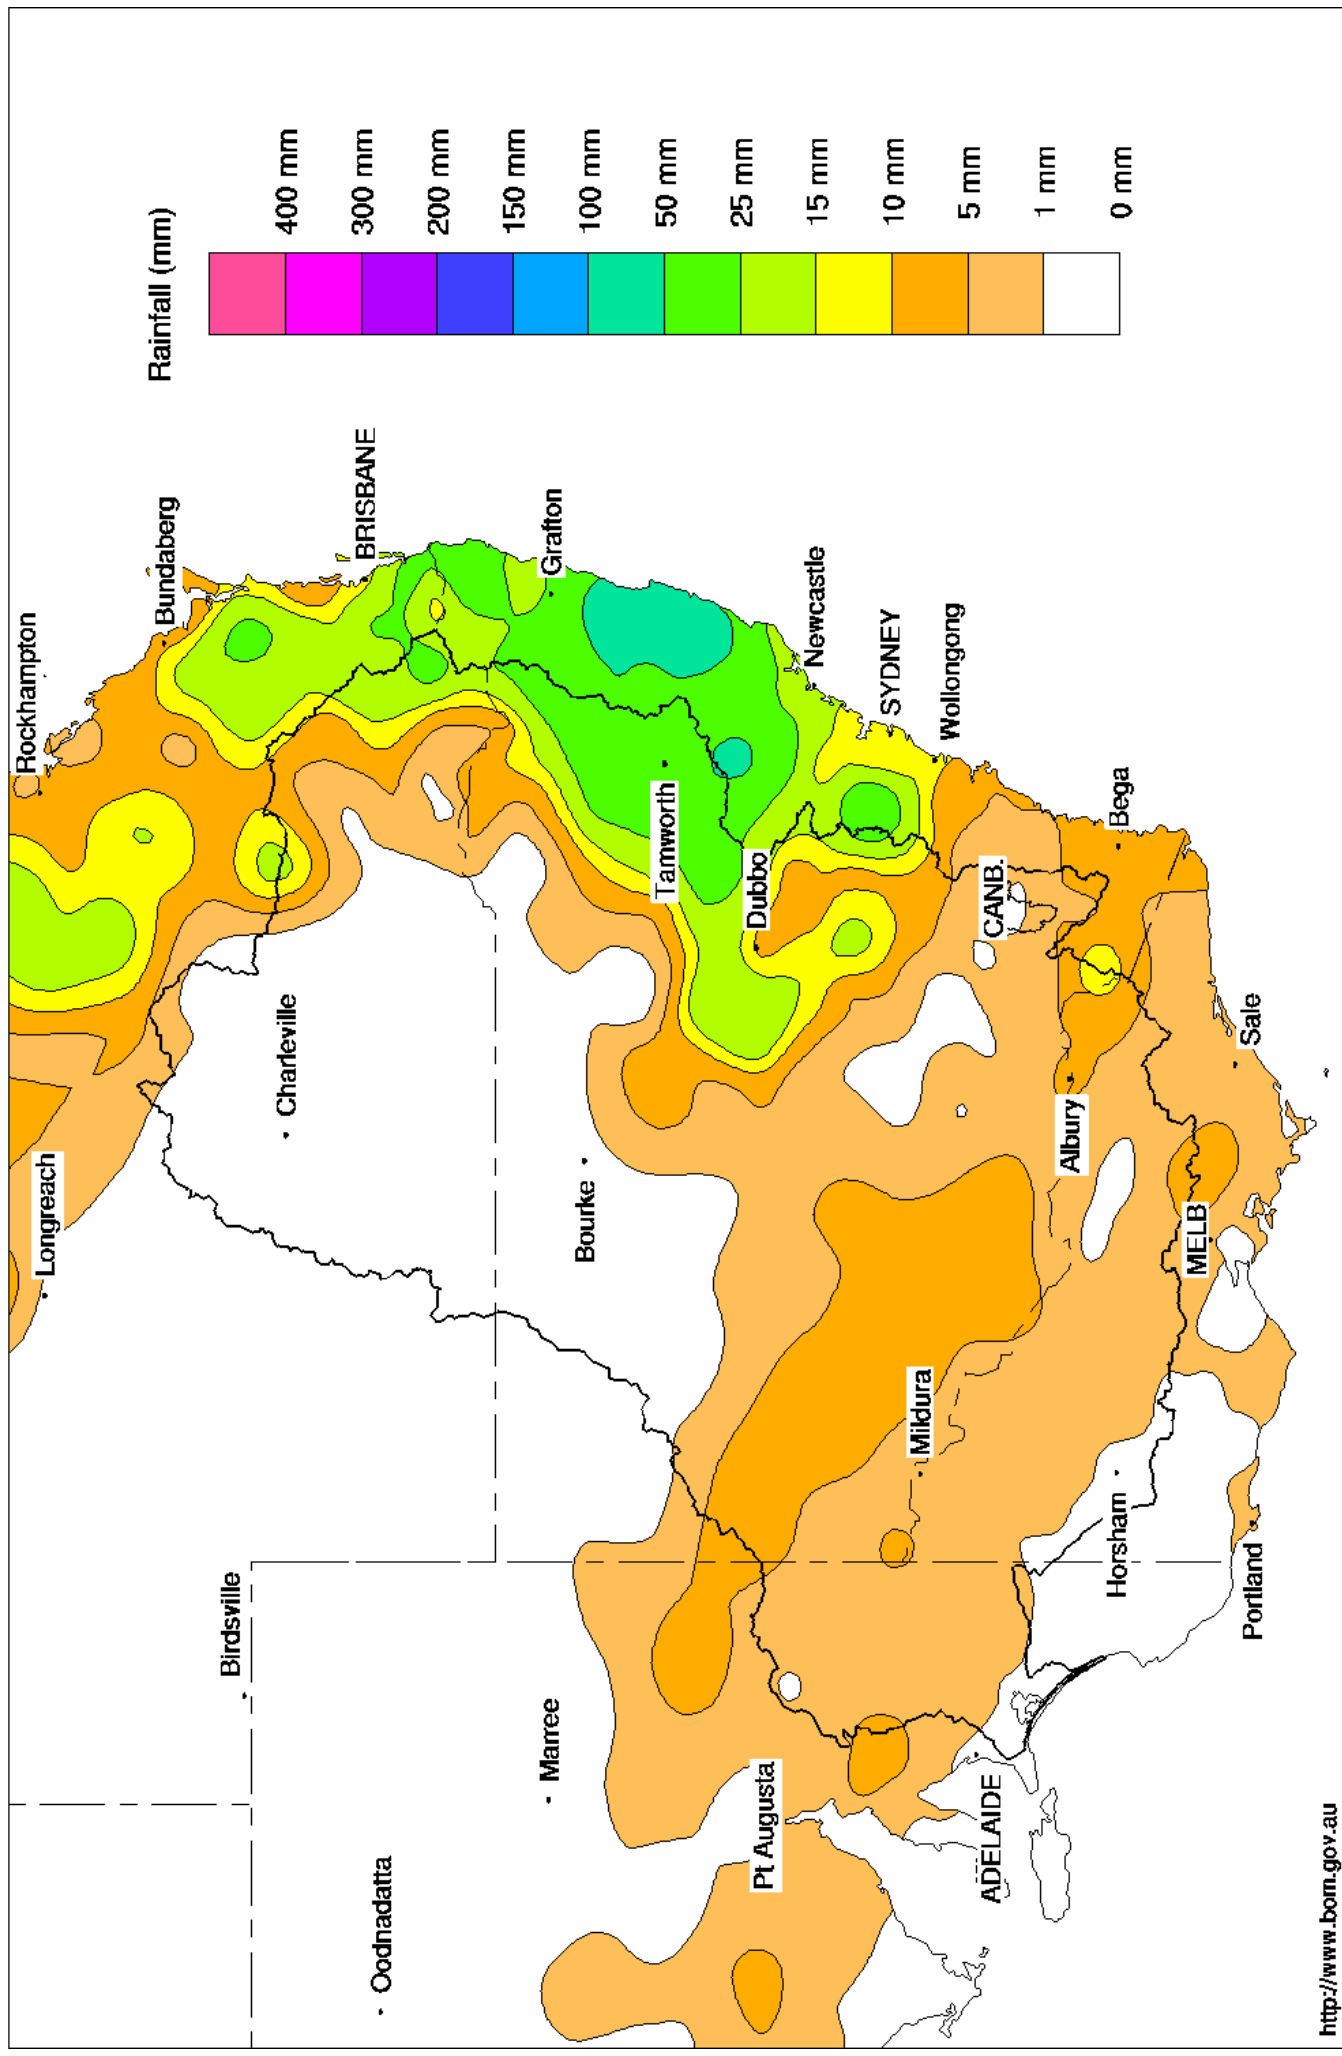 Rainfall (mm)
400 mm
300 mm
200 mm
150 mm
100 mm
50 mm
25 mm
15 mm
10 mm
5 mm
1 mm
0 mm
Rockhampton
Bundaberg
BRISBANE
Grafton
Newcastle
SYDNEY
Wollongong
Bega
Tamworth
Dubbo
CANB.
Longreach
Charleville
Bourke
Albury
Sale
MELB
Mildura
Horsham
Portland
Birdsville
Marree
Pt Augusta
ADELAIDE
Oodnadatta
http://www.bom.gov.au